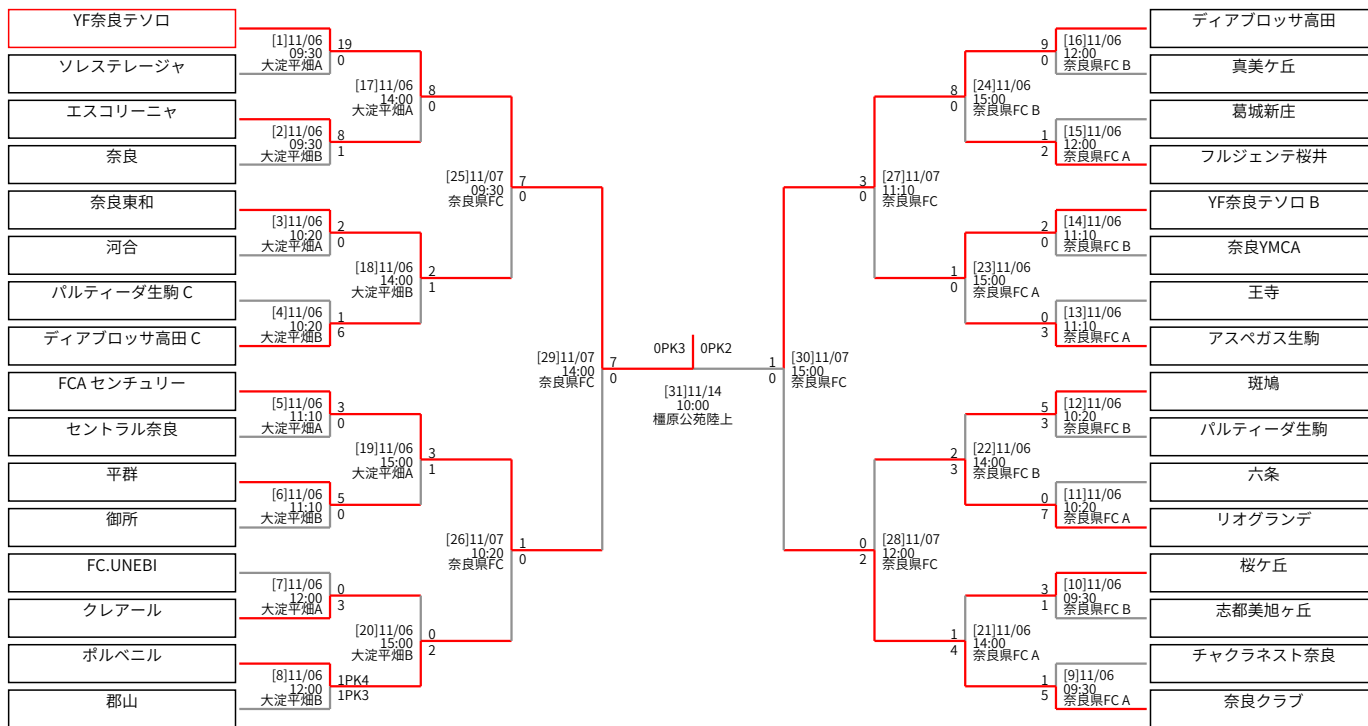 YF奈良テソロ
ソレステレージャ
エスコリーニャ
奈良
奈良東和
河合
パルティーダ生駒 C
ディアブロッサ高田 C
FCA センチュリー
セントラル奈良
平群
御所
FC.UNEBI
クレアール
ポルベニル
郡山
[1]11/06
09:30
大淀平畑A
19
0
[2]11/06
09:30
大淀平畑B
8
1
[3]11/06
10:20
大淀平畑A
2
0
[4]11/06
10:20
大淀平畑B
1
6
[5]11/06
11:10
大淀平畑A
3
0
[6]11/06
11:10
大淀平畑B
5
0
[7]11/06
12:00
大淀平畑A
0
3
[8]11/06
12:00
大淀平畑B
1PK4
1PK3
[17]11/06
14:00
大淀平畑A
8
0
[18]11/06
14:00
大淀平畑B
2
1
[19]11/06
15:00
大淀平畑A
3
1
[20]11/06
15:00
大淀平畑B
0
2
[25]11/07
09:30
奈良県FC
7
0
[26]11/07
10:20
奈良県FC
1
0
[29]11/07
14:00
奈良県FC
7
0
0PK3
0PK2
[31]11/14
10:00
橿原公苑陸上
1
0
[30]11/07
15:00
奈良県FC
3
0
[27]11/07
11:10
奈良県FC
0
2
[28]11/07
12:00
奈良県FC
8
0
[24]11/06
15:00
奈良県FC B
1
0
[23]11/06
15:00
奈良県FC A
2
3
[22]11/06
14:00
奈良県FC B
1
4
[21]11/06
14:00
奈良県FC A
9
0
[16]11/06
12:00
奈良県FC B
1
2
[15]11/06
12:00
奈良県FC A
2
0
[14]11/06
11:10
奈良県FC B
0
3
[13]11/06
11:10
奈良県FC A
5
3
[12]11/06
10:20
奈良県FC B
0
7
[11]11/06
10:20
奈良県FC A
3
1
[10]11/06
09:30
奈良県FC B
1
5
[9]11/06
09:30
奈良県FC A
ディアブロッサ高田
真美ケ丘
葛城新庄
フルジェンテ桜井
YF奈良テソロ B
奈良YMCA
王寺
アスペガス生駒
斑鳩
パルティーダ生駒
六条
リオグランデ
桜ケ丘
志都美旭ヶ丘
チャクラネスト奈良
奈良クラブ